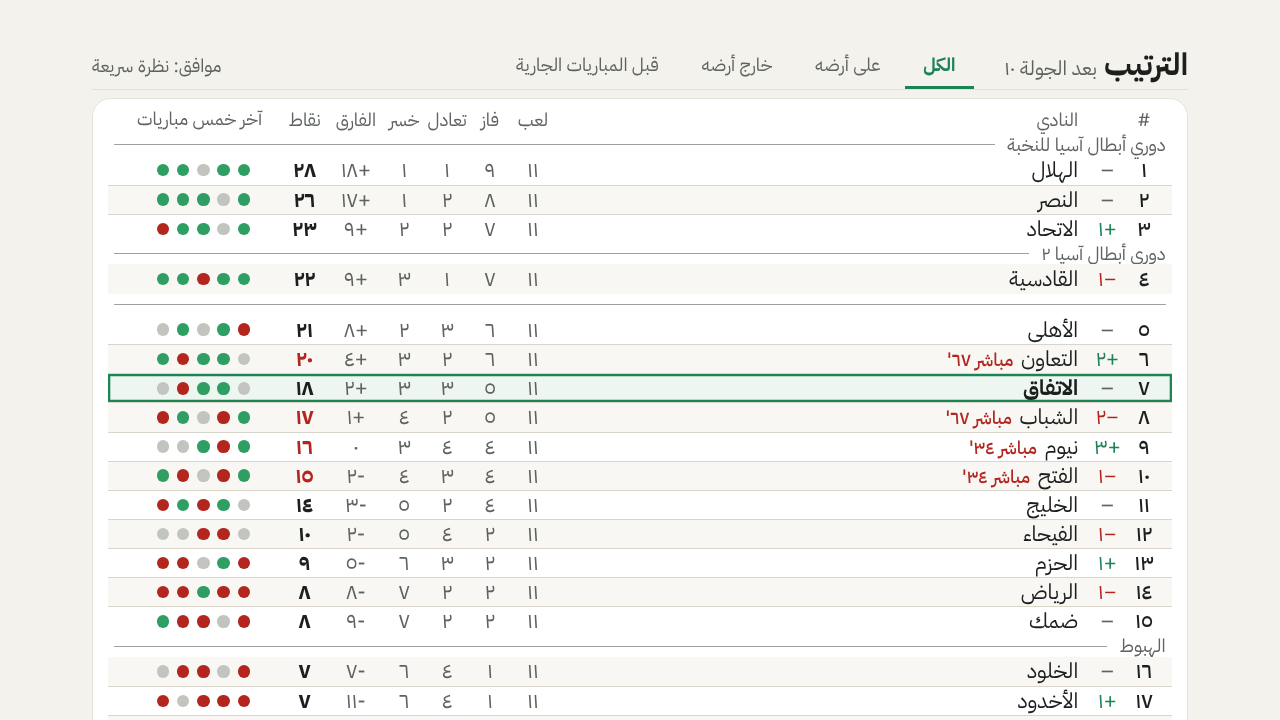 الترتيب بعد الجولة ١٠ الكل على أرضه خارج أرضه قبل المباريات الجارية موافق: نظرة سريعة
# النادي لعب فاز تعادل خسر الفارق نقاط آخر خمس مباريات
دوري أبطال آسيا للنخبة
١ – الهلال ١١ ٩ ١ ١ +١٨ ٢٨
٢ – النصر ١١ ٨ ٢ ١ +١٧ ٢٦
٣ +١ الاتحاد ١١ ٧ ٢ ٢ +٩ ٢٣
دوري أبطال آسيا ٢
٤ –١ القادسية ١١ ٧ ١ ٣ +٩ ٢٢
٥ – الأهلي ١١ ٦ ٣ ٢ +٨ ٢١
٦ +٢ التعاون مباشر ٦٧' ١١ ٦ ٢ ٣ +٤ ٢٠
٧ – الاتفاق ١١ ٥ ٣ ٣ +٢ ١٨
٨ –٢ الشباب مباشر ٦٧' ١١ ٥ ٢ ٤ +١ ١٧
٩ +٣ نيوم مباشر ٣٤' ١١ ٤ ٤ ٣ ٠ ١٦
١٠ –١ الفتح مباشر ٣٤' ١١ ٤ ٣ ٤ -٢ ١٥
١١ – الخليج ١١ ٤ ٢ ٥ -٣ ١٤
١٢ –١ الفيحاء ١١ ٢ ٤ ٥ -٢ ١٠
١٣ +١ الحزم ١١ ٢ ٣ ٦ -٥ ٩
١٤ –١ الرياض ١١ ٢ ٢ ٧ -٨ ٨
١٥ – ضمك ١١ ٢ ٢ ٧ -٩ ٨
الهبوط
١٦ – الخلود ١١ ١ ٤ ٦ -٧ ٧
١٧ +١ الأخدود ١١ ١ ٤ ٦ -١١ ٧